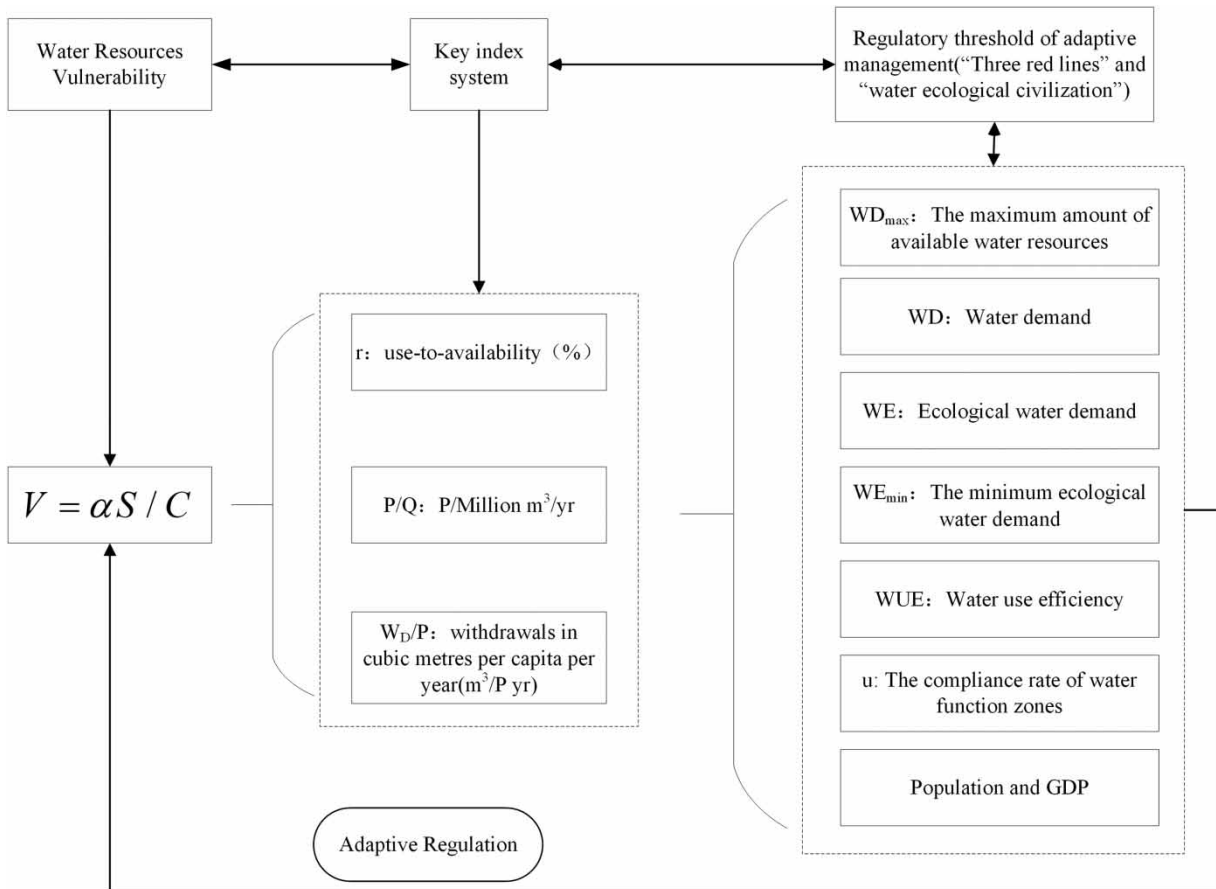 Water Resources
Vulnerability
Key index
system
Regulatory threshold of adaptive
management(“Three red lines” and
“water ecological civilization”)
WDmax：The maximum amount of
available water resources
WD：Water demand
WE：Ecological water demand
WEmin：The minimum ecological
water demand
WUE：Water use efficiency
u: The compliance rate of water
function zones
Population and GDP
r：use-to-availability（%）
P/Q：P/Million m³/yr
WD/P：withdrawals in
cubic metres per capita per
year(m³/P yr)
V = αS / C
Adaptive Regulation